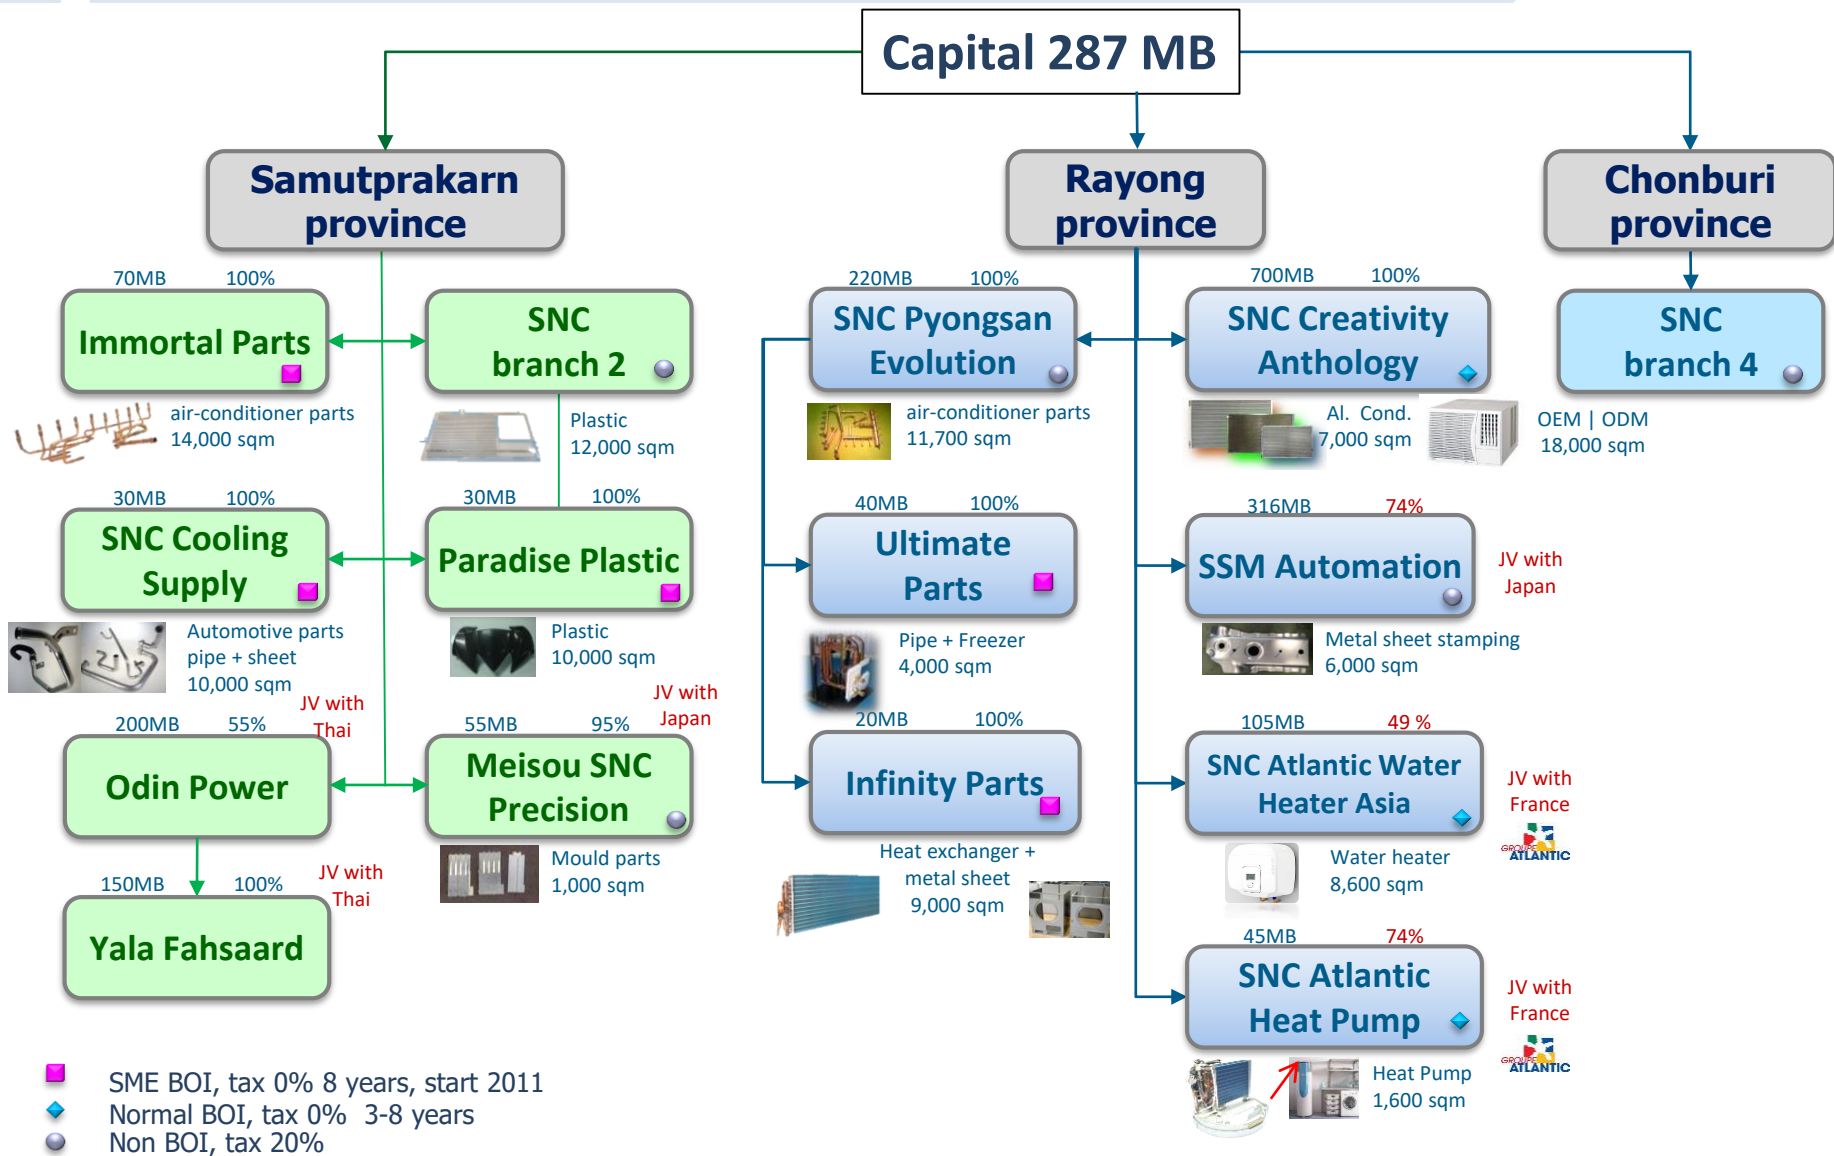 Capital 287 MB
Samutprakarn
province
Rayong
province
Chonburi
province
70MB 100%
Immortal Parts
air-conditioner parts
14,000 sqm
SNC
branch 2
Plastic
12,000 sqm
30MB 100%
SNC Cooling
Supply
Automotive parts
pipe + sheet
10,000 sqm
30MB 100%
Paradise Plastic
Plastic
10,000 sqm
JV with
Thai
200MB 55%
Odin Power
JV with
Japan
55MB 95%
Meisou SNC
Precision
Mould parts
1,000 sqm
JV with
Thai
150MB 100%
Yala Fahsaard
220MB 100%
SNC Pyongsan
Evolution
air-conditioner parts
11,700 sqm
40MB 100%
Ultimate
Parts
Pipe + Freezer
4,000 sqm
20MB 100%
Infinity Parts
Heat exchanger +
metal sheet
9,000 sqm
700MB 100%
SNC Creativity
Anthology
Al. Cond.
7,000 sqm
OEM | ODM
18,000 sqm
316MB 74%
SSM Automation
JV with
Japan
Metal sheet stamping
6,000 sqm
105MB 49 %
SNC Atlantic Water
Heater Asia
JV with
France
GROUPE
ATLANTIC
Water heater
8,600 sqm
45MB 74%
SNC Atlantic
Heat Pump
JV with
France
GROUPE
ATLANTIC
Heat Pump
1,600 sqm
SNC
branch 4
SME BOI, tax 0% 8 years, start 2011
Normal BOI, tax 0% 3-8 years
Non BOI, tax 20%